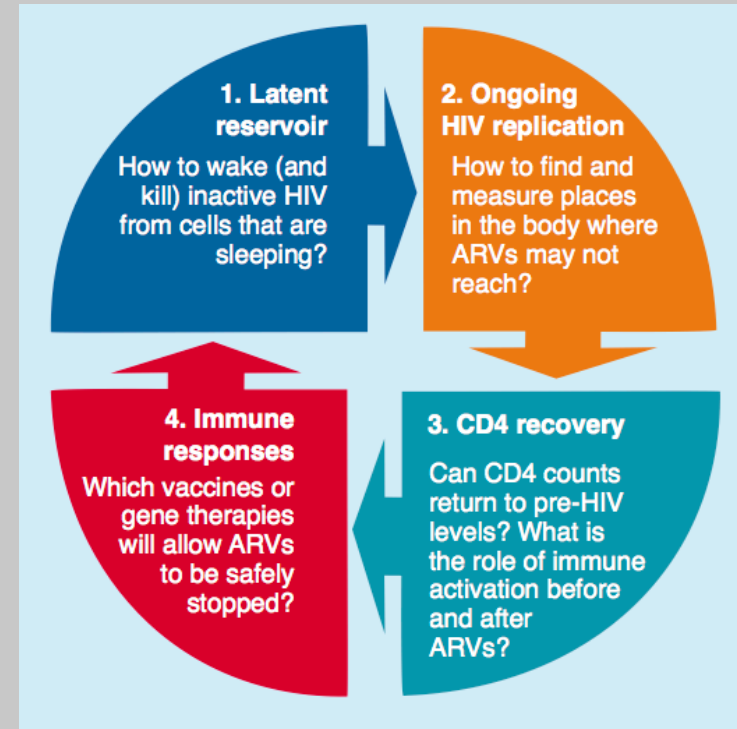 1. Latent
reservoir
How to wake (and
kill) inactive HIV
from cells that are
sleeping?
2. Ongoing
HIV replication
How to find and
measure places
in the body where
ARVs may not
reach?
3. CD4 recovery
Can CD4 counts
return to pre-HIV
levels? What is
the role of immune
activation before
and after
ARVs?
4. Immune
responses
Which vaccines or
gene therapies
will allow ARVs
to be safely
stopped?